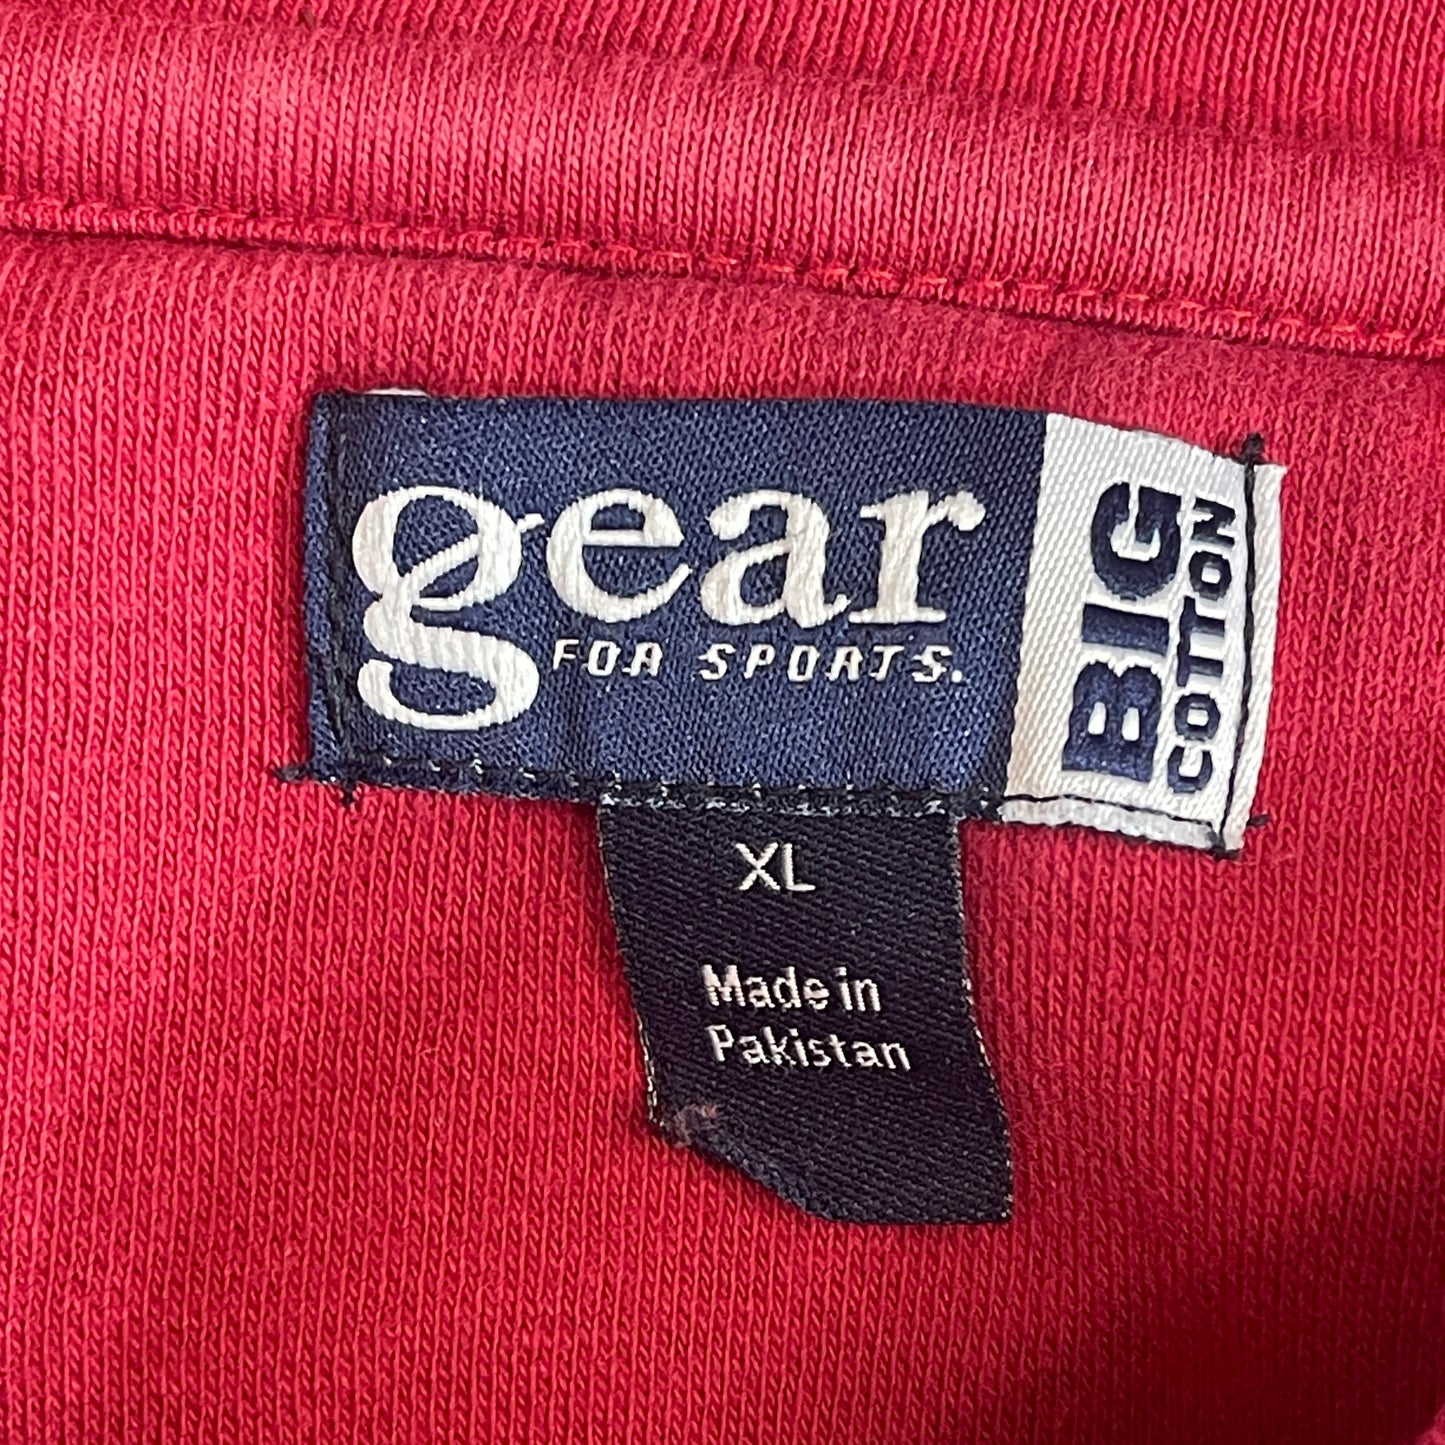 gear
FOR SPORTS.
BIG
COTTON
XL
Made in
Pakistan